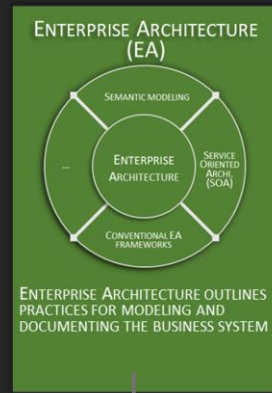 ENTERPRISE ARCHITECTURE
(EA)
SEMANTIC MODELING
...
ENTERPRISE
ARCHITECTURE
SERVICE
ORIENTED
ARCHI.
(SOA)
CONVENTIONAL EA
FRAMEWORKS
ENTERPRISE ARCHITECTURE OUTLINES
PRACTICES FOR MODELING AND
DOCUMENTING THE BUSINESS SYSTEM